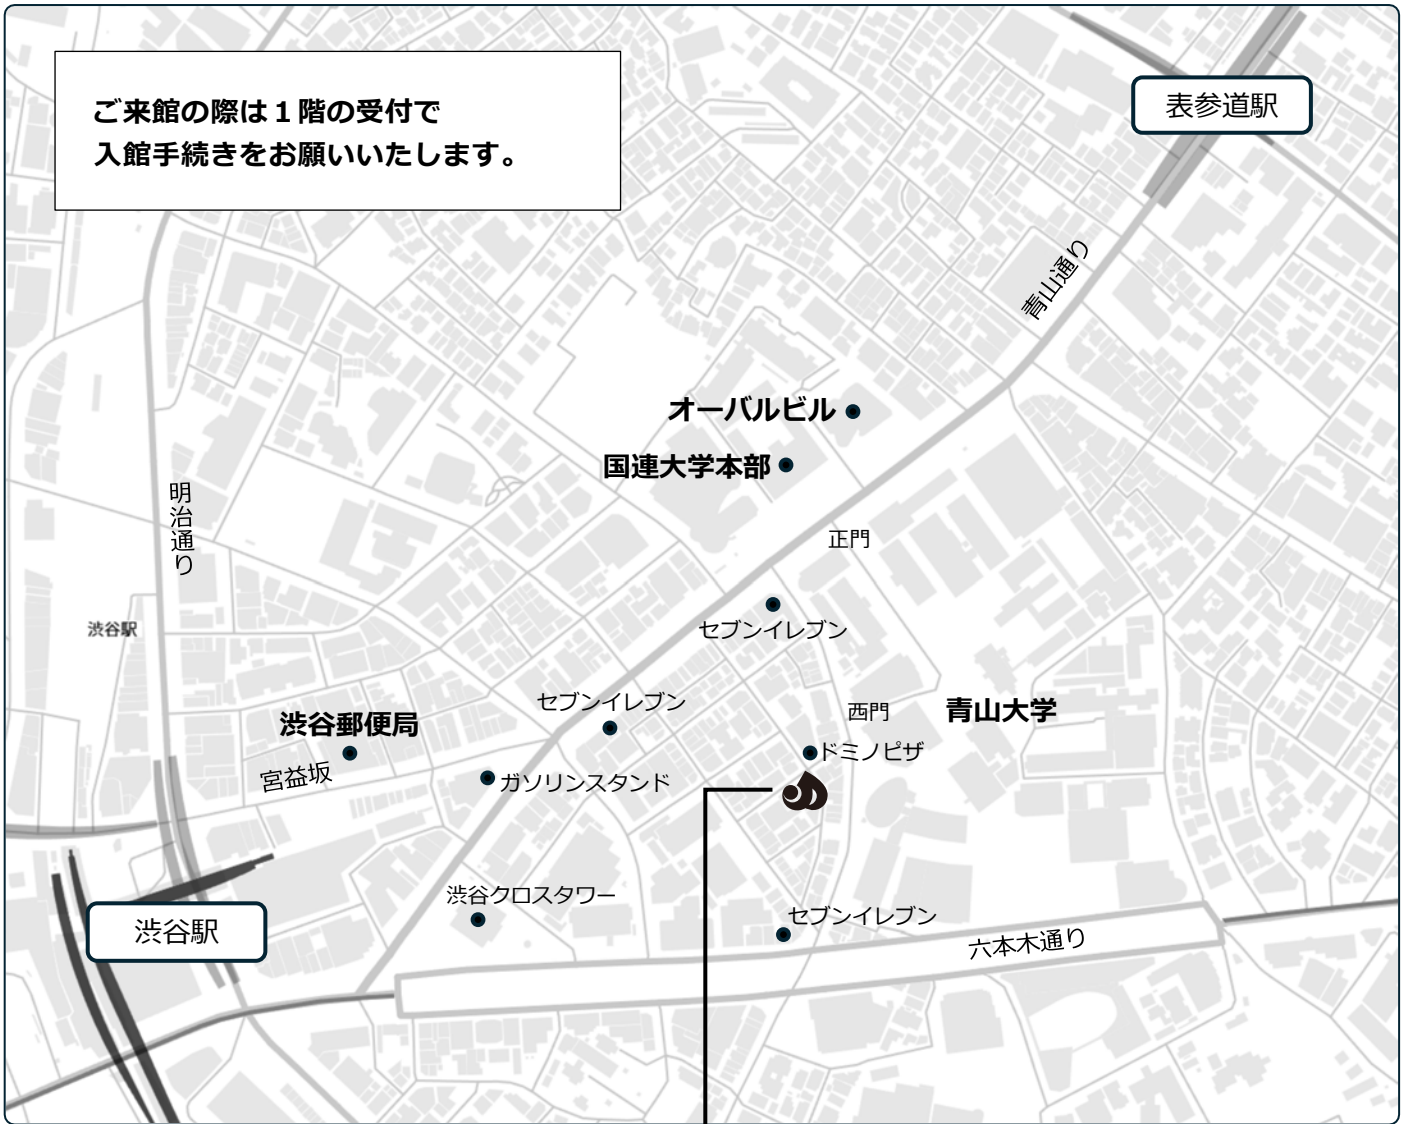 ご来館の際は１階の受付で
入館手続きをお願いいたします。
表参道駅
青山通り
オーバルビル
国連大学本部
明治通り
正門
セブンイレブン
渋谷駅
セブンイレブン
西門
青山大学
渋谷郵便局
宮益坂
ドミノピザ
ガソリンスタンド
渋谷クロスタワー
セブンイレブン
渋谷駅
六本木通り